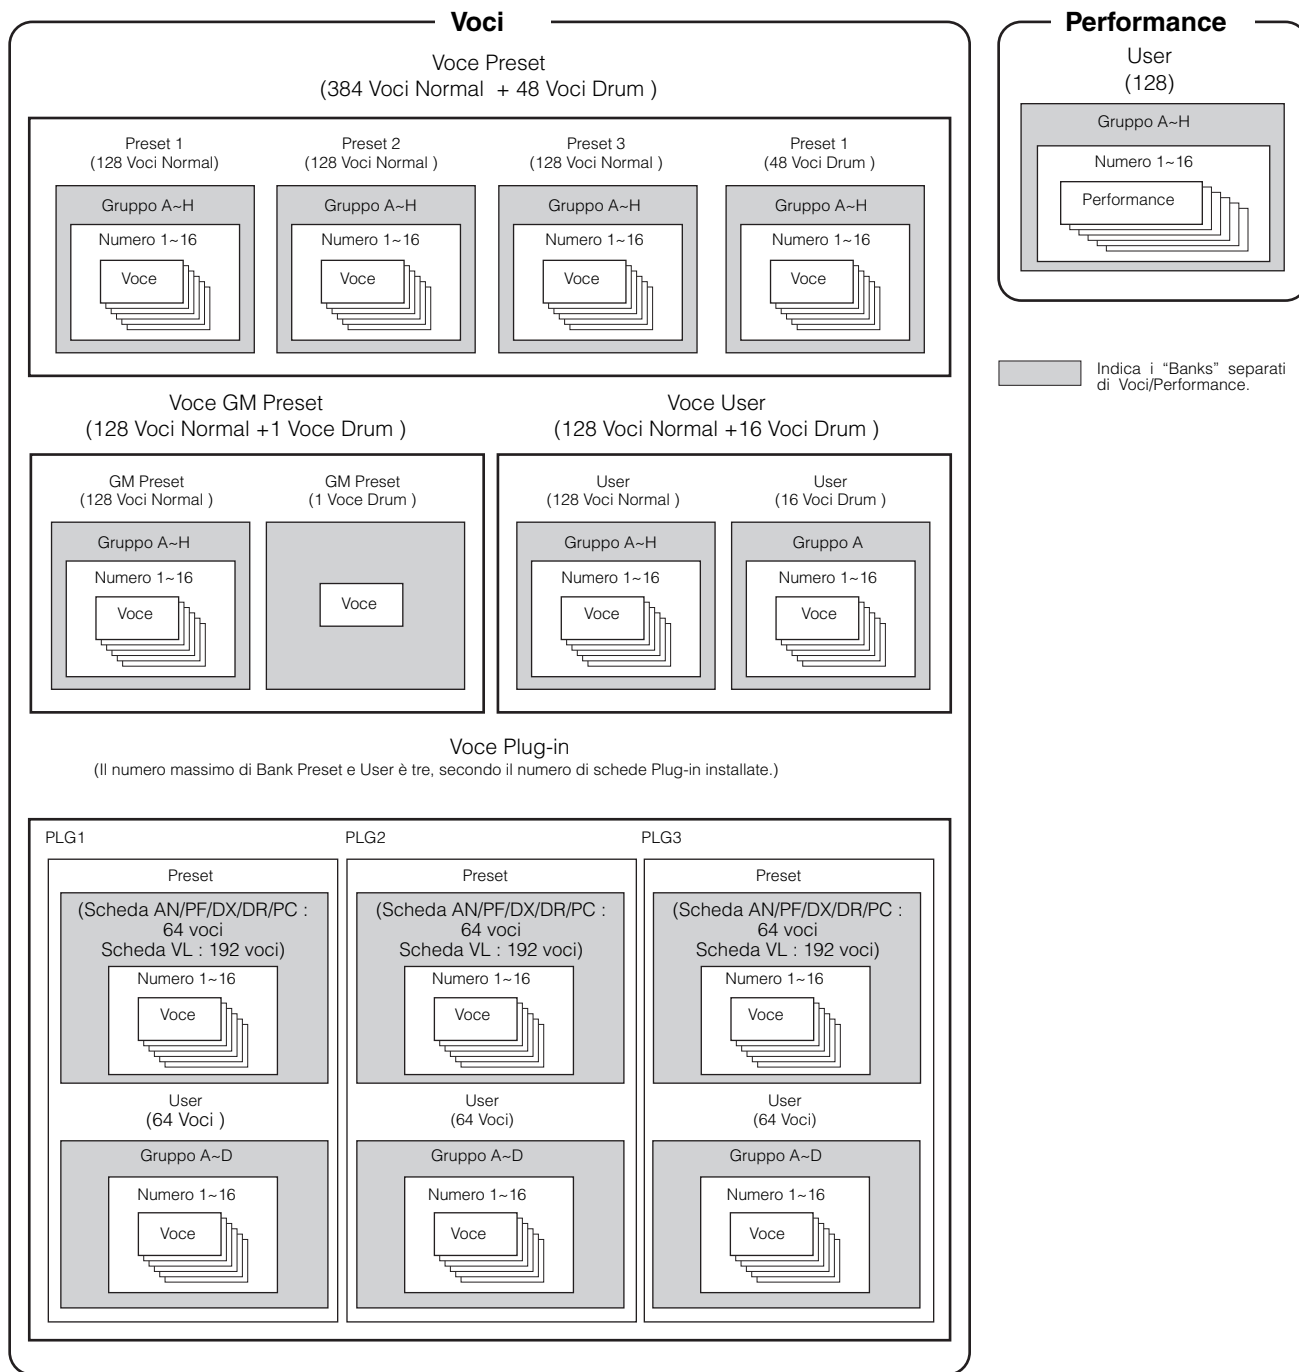 Voci
Voce Preset
(384 Voci Normal + 48 Voci Drum )
Preset 1
(128 Voci Normal)
Gruppo A~H
Numero 1~16
Voce
Preset 2
(128 Voci Normal )
Gruppo A~H
Numero 1~16
Voce
Preset 3
(128 Voci Normal )
Gruppo A~H
Numero 1~16
Voce
Preset 1
(48 Voci Drum )
Gruppo A~H
Numero 1~16
Voce
Voce GM Preset
(128 Voci Normal +1 Voce Drum )
GM Preset
(128 Voci Normal )
Gruppo A~H
Numero 1~16
Voce
GM Preset
(1 Voce Drum )
Voce
Voce User
(128 Voci Normal +16 Voci Drum )
User
(128 Voci Normal )
Gruppo A~H
Numero 1~16
Voce
User
(16 Voci Drum )
Gruppo A
Numero 1~16
Voce
Voce Plug-in
(Il numero massimo di Bank Preset e User è tre, secondo il numero di schede Plug-in installate.)
PLG1
Preset
(Scheda AN/PF/DX/DR/PC :
64 voci
Scheda VL : 192 voci)
Numero 1~16
Voce
User
(64 Voci )
Gruppo A~D
Numero 1~16
Voce
PLG2
Preset
(Scheda AN/PF/DX/DR/PC :
64 voci
Scheda VL : 192 voci)
Numero 1~16
Voce
User
(64 Voci)
Gruppo A~D
Numero 1~16
Voce
PLG3
Preset
(Scheda AN/PF/DX/DR/PC :
64 voci
Scheda VL : 192 voci)
Numero 1~16
Voce
User
(64 Voci)
Gruppo A~D
Numero 1~16
Voce
Performance
User
(128)
Gruppo A~H
Numero 1~16
Performance
Indica i “Banks” separati
di Voci/Performance.